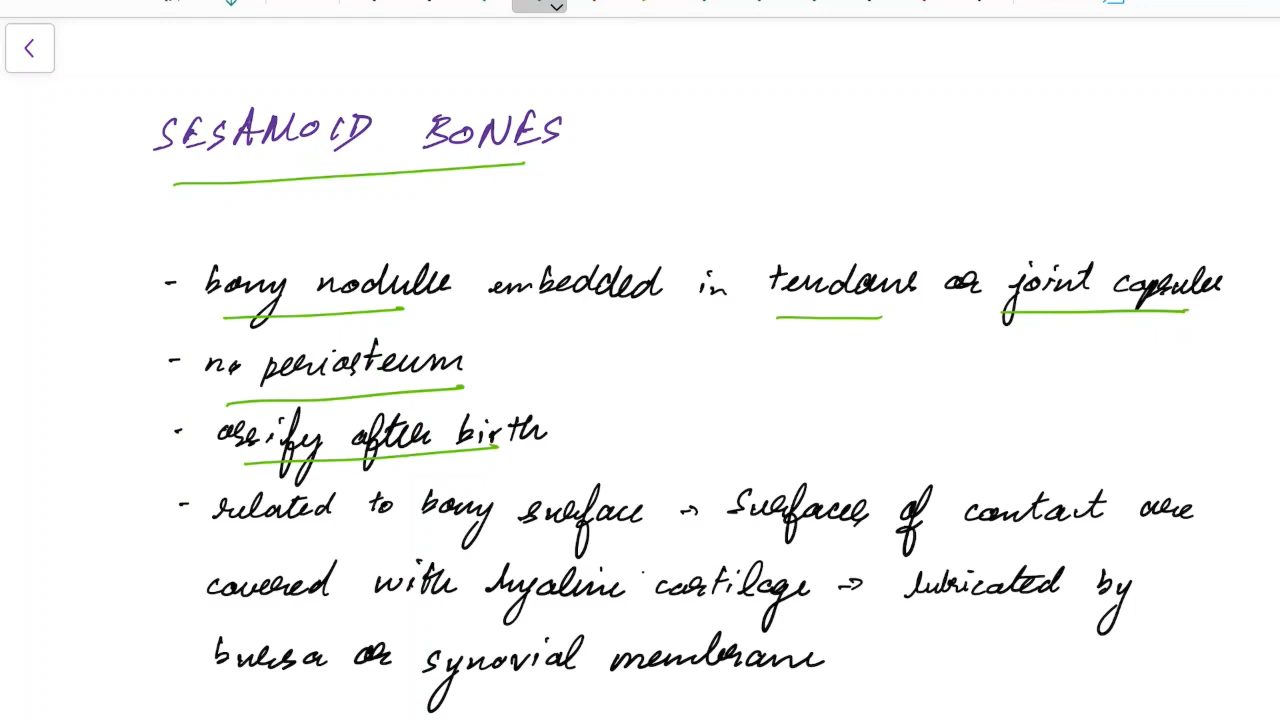 SESAMOID BONES
- bony nodule embedded in tendons or joint capsules
- no periosteum
- ossify after birth
- related to bony surface → surfaces of contact are
covered with hyaline cartilage → lubricated by
bursa or synovial membrane